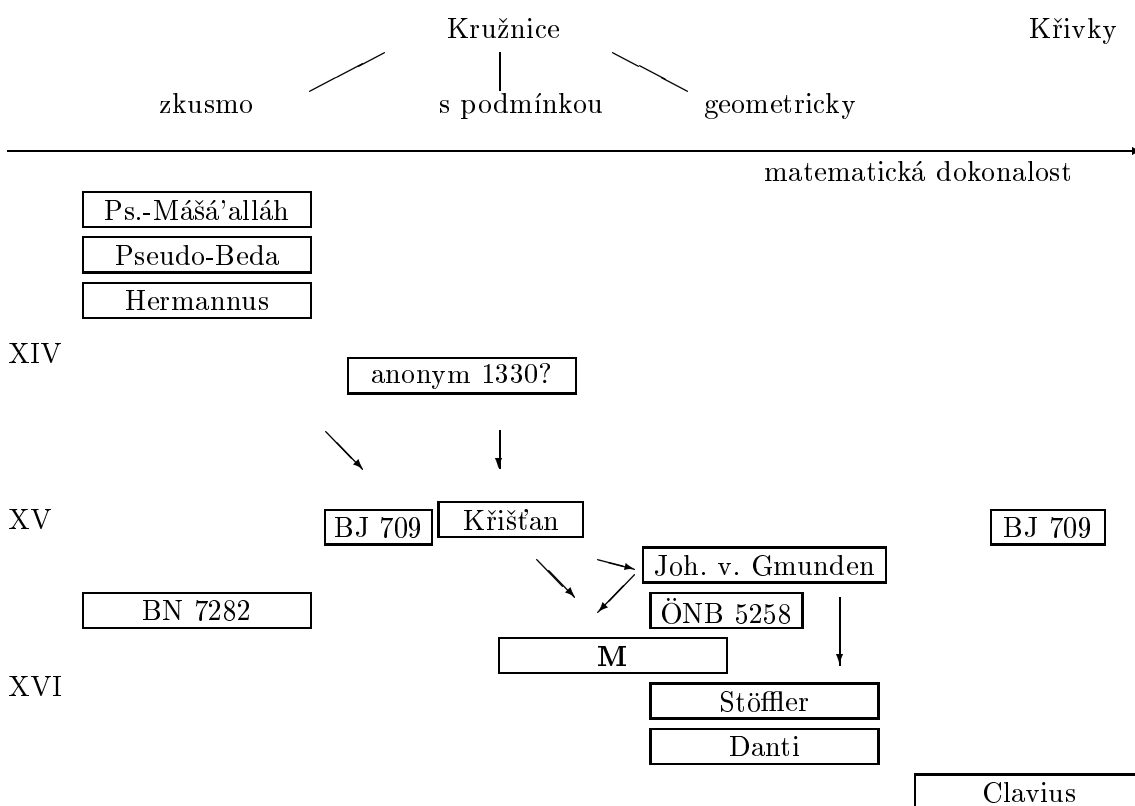 Kružnice Křivky
zkusmo s podmínkou geometricky
matematická dokonalost
Ps.-Mášá'alláh
Pseudo-Beda
Hermannus
XIV
anonym 1330?
XV BJ 709 Křišťan BJ 709
Joh. v. Gmunden
BN 7282 ÖNB 5258
M
XVI
Stöffler
Danti
Clavius